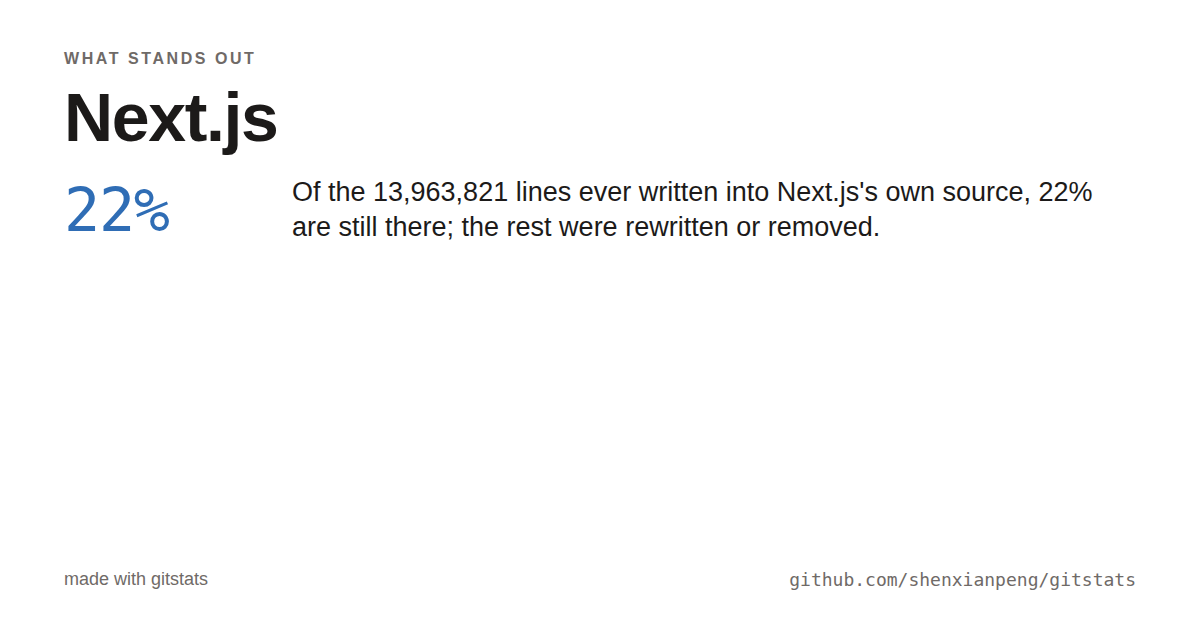 WHAT STANDS OUT
Next.js
22%
Of the 13,963,821 lines ever written into Next.js's own source, 22%
are still there; the rest were rewritten or removed.
made with gitstats
github.com/shenxianpeng/gitstats